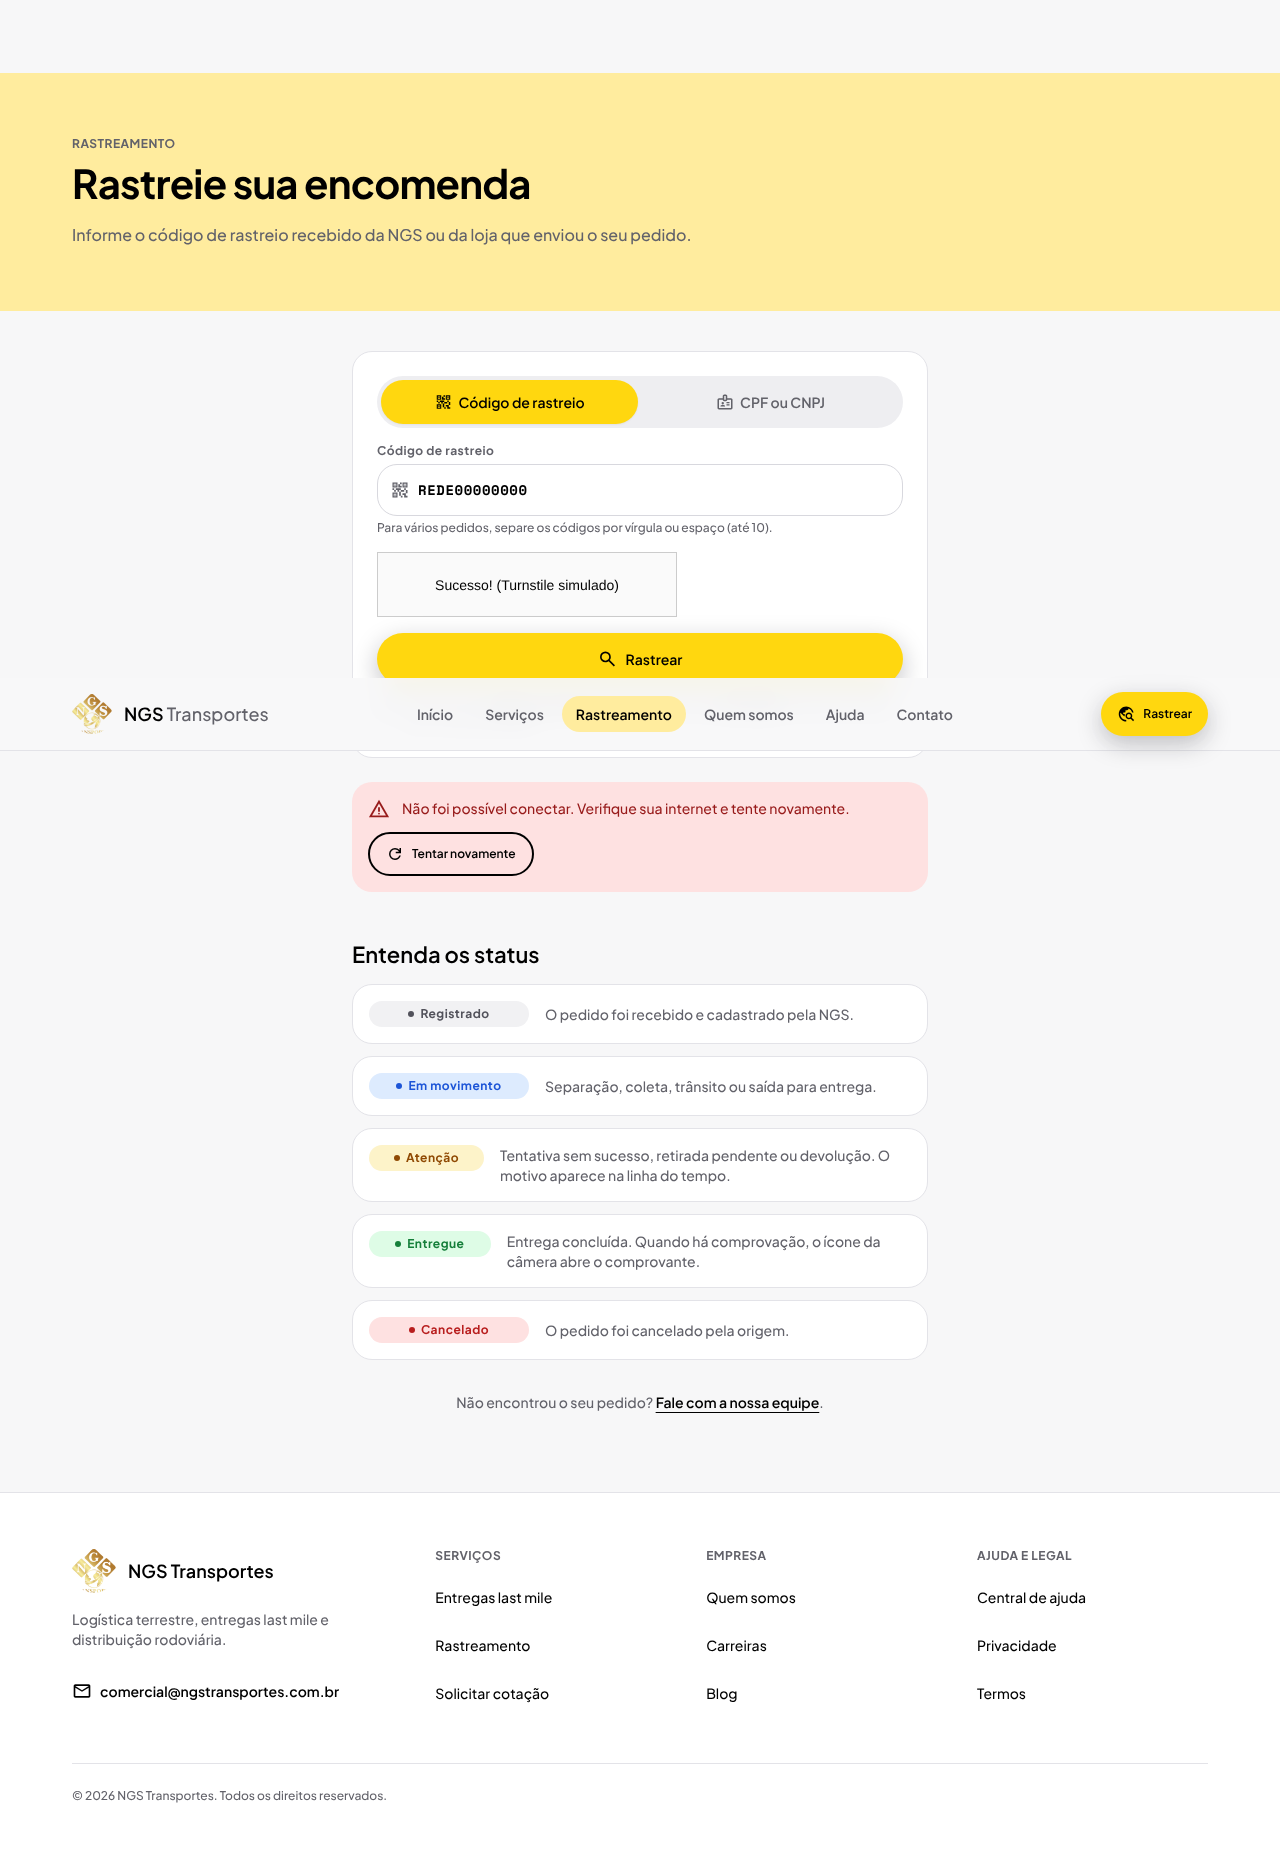 RASTREAMENTO
Rastreie sua encomenda
Informe o código de rastreio recebido da NGS ou da loja que enviou o seu pedido.
Código de rastreio
CPF ou CNPJ
Código de rastreio
REDE00000000
Para vários pedidos, separe os códigos por vírgula ou espaço (até 10).
Sucesso! (Turnstile simulado)
Rastrear
NGS Transportes
Início
Serviços
Rastreamento
Quem somos
Ajuda
Contato
Rastrear
Não foi possível conectar. Verifique sua internet e tente novamente.
Tentar novamente
Entenda os status
Registrado
O pedido foi recebido e cadastrado pela NGS.
Em movimento
Separação, coleta, trânsito ou saída para entrega.
Atenção
Tentativa sem sucesso, retirada pendente ou devolução. O
motivo aparece na linha do tempo.
Entregue
Entrega concluída. Quando há comprovação, o ícone da
câmera abre o comprovante.
Cancelado
O pedido foi cancelado pela origem.
Não encontrou o seu pedido? Fale com a nossa equipe.
NGS Transportes
Logística terrestre, entregas last mile e
distribuição rodoviária.
comercial@ngstransportes.com.br
SERVIÇOS
Entregas last mile
Rastreamento
Solicitar cotação
EMPRESA
Quem somos
Carreiras
Blog
AJUDA E LEGAL
Central de ajuda
Privacidade
Termos
© 2026 NGS Transportes. Todos os direitos reservados.